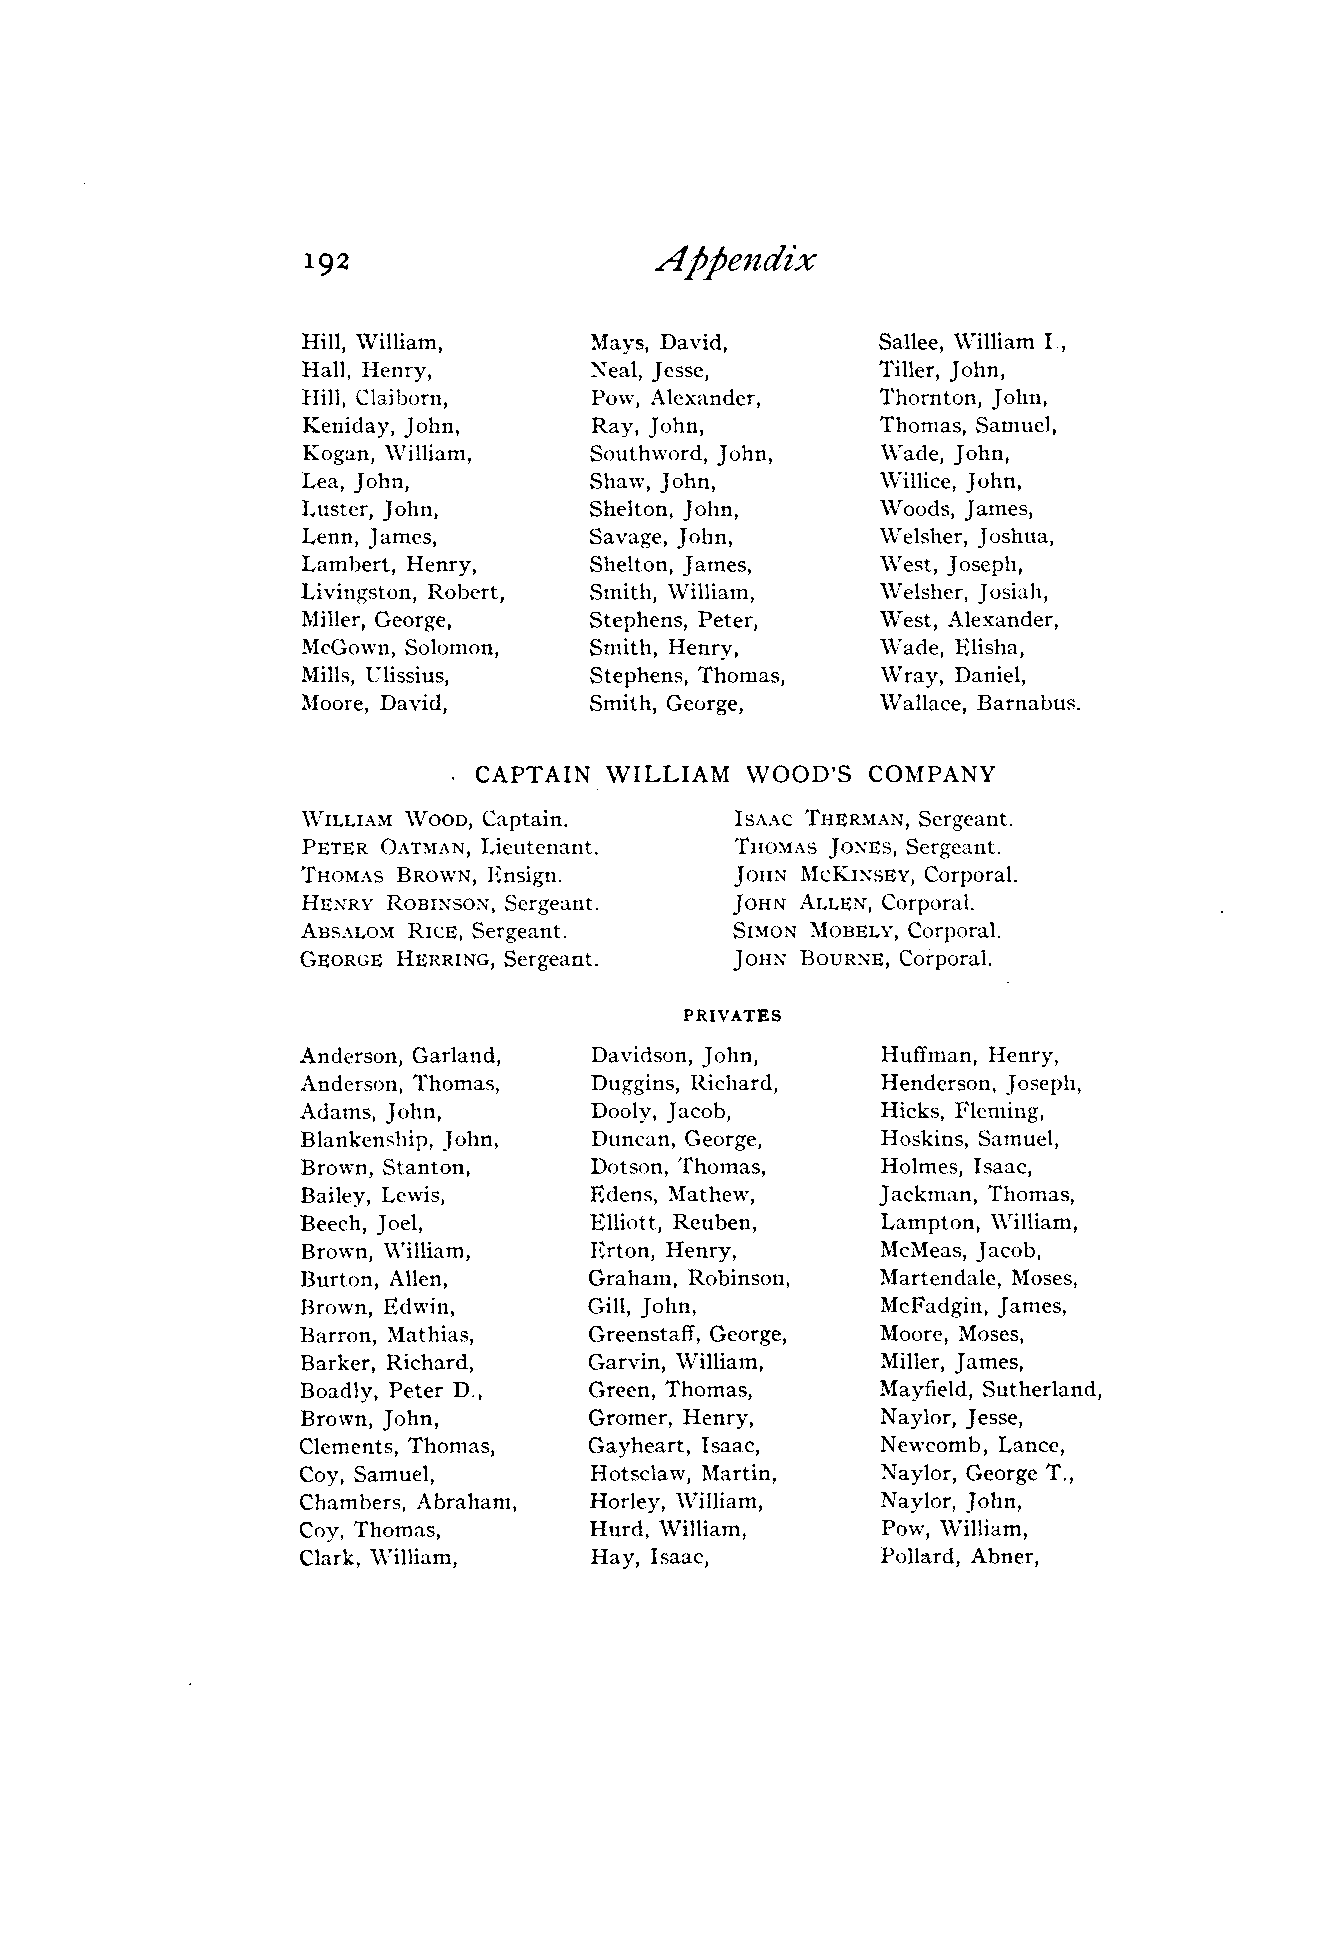 192 Appendix
Hill, William,
Hall, Henry,
Hill, Claiborn,
Keniday, John,
Kogan, William,
Lea, John,
Luster, John,
Lenn, James,
Lambert, Henry,
Livingston, Robert,
Miller, George,
McGown, Solomon,
Mills, Ulissius,
Moore, David,
Mays, David,
Neal, Jesse,
Pow, Alexander,
Ray, John,
Southword, John,
Shaw, John,
Shelton, John,
Savage, John,
Shelton, James,
Smith, William,
Stephens, Peter,
Smith, Henry,
Stephens, Thomas,
Smith, George,
Sallee, William I.,
Tiller, John,
Thornton, John,
Thomas, Samuel,
Wade, John,
Willice, John,
Woods, James,
Welsher, Joshua,
West, Joseph,
Welsher, Josiah,
West, Alexander,
Wade, Elisha,
Wray, Daniel,
Wallace, Barnabus.
CAPTAIN WILLIAM WOOD'S COMPANY
WILLIAM WOOD, Captain.
PETER OATMAN, Lieutenant.
THOMAS BROWN, Ensign.
HENRY ROBINSON, Sergeant.
ABSALOM RICE, Sergeant.
GEORGE HERRING, Sergeant.
ISAAC THERMAN, Sergeant.
THOMAS JONES, Sergeant.
JOHN McKINSEY, Corporal.
JOHN ALLEN, Corporal.
SIMON MOBELY, Corporal.
JOHN BOURNE, Corporal.
PRIVATES
Anderson, Garland,
Anderson, Thomas,
Adams, John,
Blankenship, John,
Brown, Stanton,
Bailey, Lewis,
Beech, Joel,
Brown, William,
Burton, Allen,
Brown, Edwin,
Barron, Mathias,
Barker, Richard,
Boadly, Peter D.,
Brown, John,
Clements, Thomas,
Coy, Samuel,
Chambers, Abraham,
Coy, Thomas,
Clark, William,
Davidson, John,
Duggins, Richard,
Dooly, Jacob,
Duncan, George,
Dotson, Thomas,
Edens, Mathew,
Elliott, Reuben,
Erton, Henry,
Graham, Robinson,
Gill, John,
Greenstaff, George,
Garvin, William,
Green, Thomas,
Gromer, Henry,
Gayheart, Isaac,
Hotsclaw, Martin,
Horley, William,
Hurd, William,
Hay, Isaac,
Huffman, Henry,
Henderson, Joseph,
Hicks, Fleming,
Hoskins, Samuel,
Holmes, Isaac,
Jackman, Thomas,
Lampton, William,
McMeas, Jacob,
Martendale, Moses,
McFadgin, James,
Moore, Moses,
Miller, James,
Mayfield, Sutherland,
Naylor, Jesse,
Newcomb, Lance,
Naylor, George T.,
Naylor, John,
Pow, William,
Pollard, Abner,